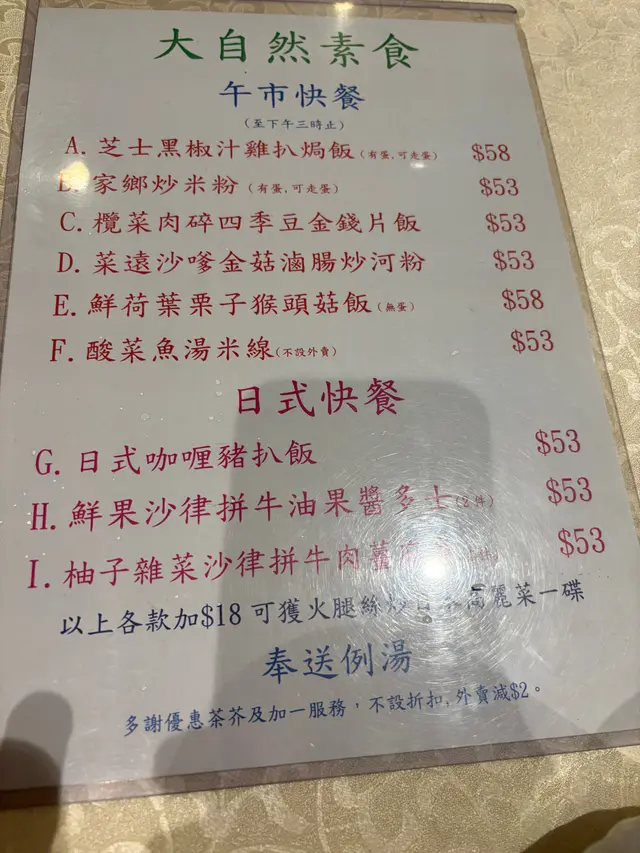 大自然素食
午市快餐
(至下午三時止)
A. 芝士黑椒汁雞扒焗飯 (有蛋,可走蛋) $58
B. 家鄉炒米粉 (有蛋,可走蛋) $53
C. 欖菜肉碎四季豆金錢片飯 $53
D. 菜遠沙嗲金菇滷腸炒河粉 $53
E. 鮮荷葉栗子猴頭菇飯 (無蛋) $58
F. 酸菜魚湯米線 (不設外賣) $53
日式快餐
G. 日式咖喱豬扒飯 $53
H. 鮮果沙律拼牛油果醬多士 (2件) $53
I. 柚子雜菜沙律拼牛肉薯 $53
以上各款加$18 可獲火腿絲炒 高麗菜一碟
奉送例湯
多謝優惠茶芥及加一服務，不設折扣, 外賣減$2。